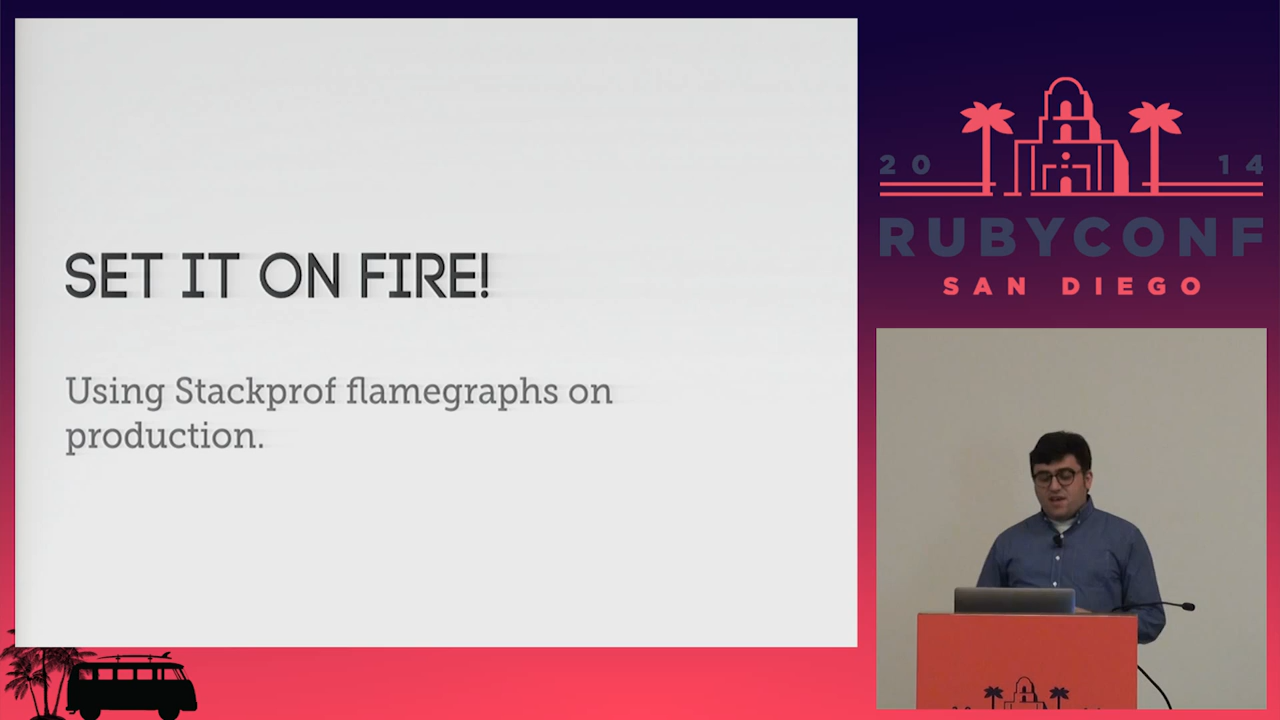 SET IT ON FIRE!
Using Stackprof flamegraphs on
production.
20 14
RUBYCONF
SAN DIEGO